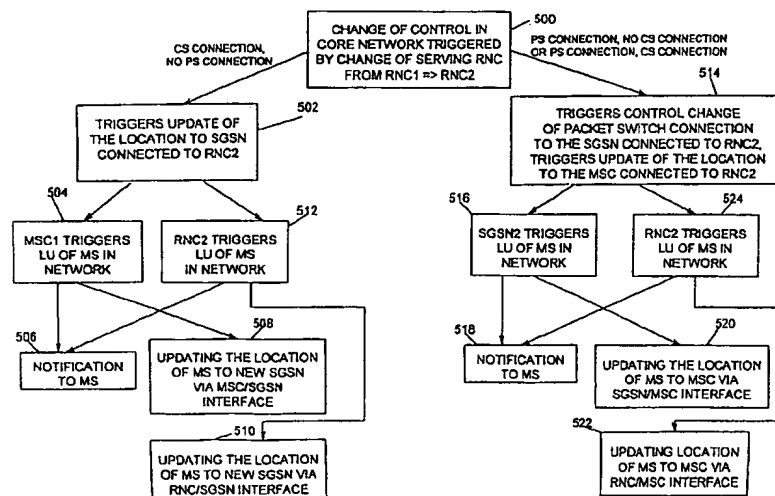 500
CHANGE OF CONTROL IN
CORE NETWORK TRIGGERED
BY CHANGE OF SERVING RNC
FROM RNC1 => RNC2
CS CONNECTION,
NO PS CONNECTION
PS CONNECTION, NO CS CONNECTION
OR PS CONNECTION, CS CONNECTION
502
TRIGGERS UPDATE OF
THE LOCATION TO SGSN
CONNECTED TO RNC2
514
TRIGGERS CONTROL CHANGE
OF PACKET SWITCH CONNECTION
TO THE SGSN CONNECTED TO RNC2,
TRIGGERS UPDATE OF THE LOCATION
TO THE MSC CONNECTED TO RNC2
504
MSC1 TRIGGERS
LU OF MS IN
NETWORK
512
RNC2 TRIGGERS
LU OF MS
IN NETWORK
516
SGSN2 TRIGGERS
LU OF MS IN
NETWORK
524
RNC2 TRIGGERS
LU OF MS IN
NETWORK
506
NOTIFICATION
TO MS
508
UPDATING THE LOCATION
OF MS TO NEW SGSN
VIA MSC/SGSN
INTERFACE
518
NOTIFICATION
TO MS
520
UPDATING THE LOCATION
OF MS TO MSC VIA
SGSN/MSC INTERFACE
510
UPDATING THE LOCATION
OF MS TO NEW SGSN VIA
RNC/SGSN INTERFACE
522
UPDATING LOCATION
OF MS TO MSC VIA
RNC/MSC INTERFACE